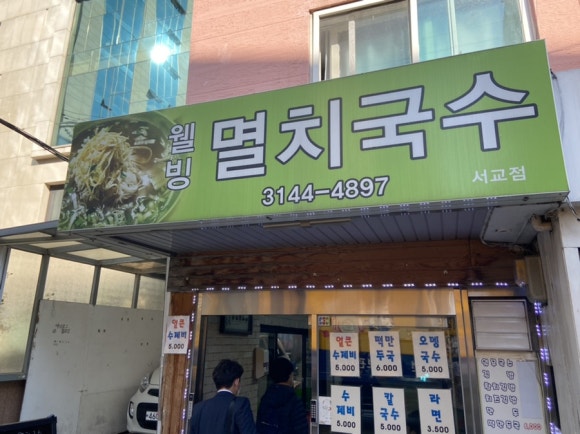 웰빙
멸치국수
3144-4897
서교점
얼큰
수제비
5.000
얼큰
수제비
5.000
떡만
두국
6.000
오뎅
국수
5.000
수제비
5.000
칼국수
5.000
라면
3.500